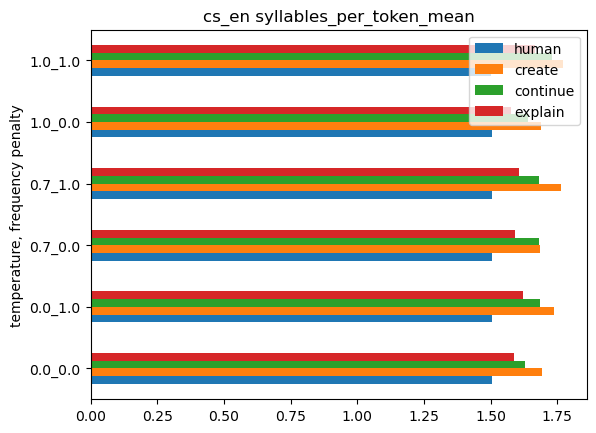 cs_en syllables_per_token_mean
human
create
continue
explain
temperature, frequency penalty
1.0_1.0
1.0_0.0
0.7_1.0
0.7_0.0
0.0_1.0
0.0_0.0
0.00 0.25 0.50 0.75 1.00 1.25 1.50 1.75